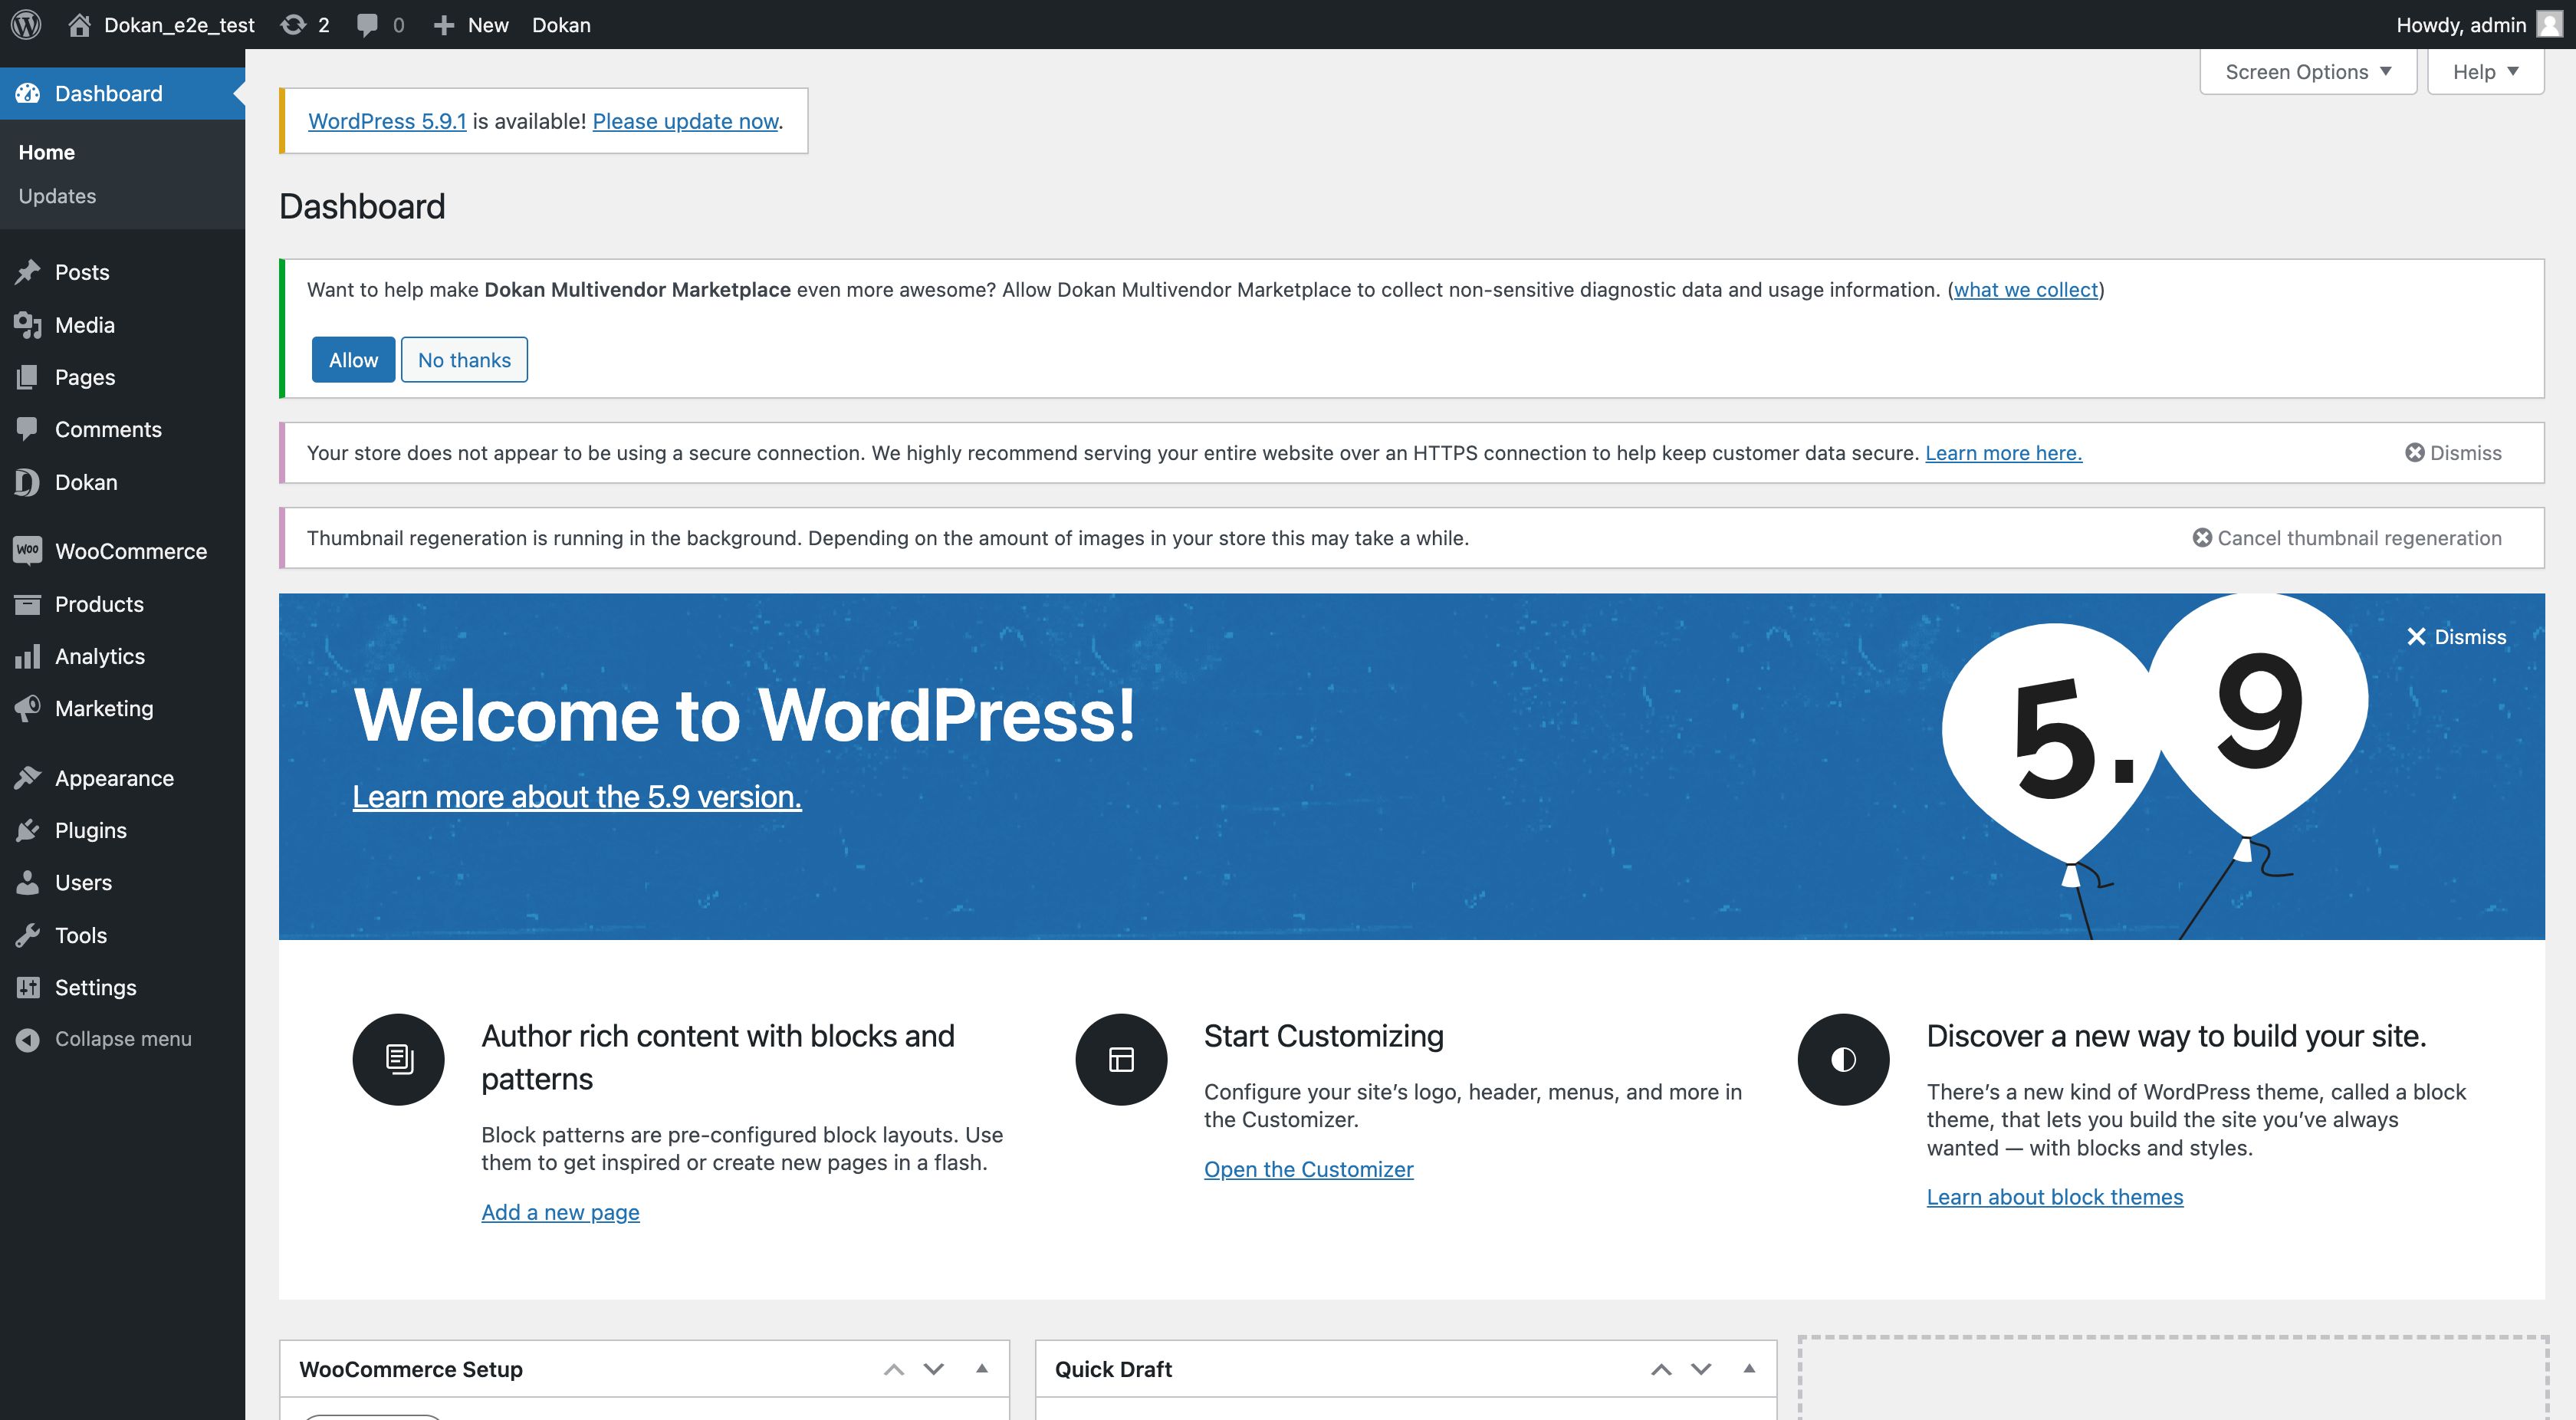 Dokan_e2e_test
2
0
New
Dokan
Howdy, admin
Dashboard
Home
Updates
Posts
Media
Pages
Comments
Dokan
WooCommerce
Products
Analytics
Marketing
Appearance
Plugins
Users
Tools
Settings
Collapse menu
Screen Options
Help
WordPress 5.9.1 is available! Please update now.
Dashboard
Want to help make Dokan Multivendor Marketplace even more awesome? Allow Dokan Multivendor Marketplace to collect non-sensitive diagnostic data and usage information. (what we collect)
Allow
No thanks
Your store does not appear to be using a secure connection. We highly recommend serving your entire website over an HTTPS connection to help keep customer data secure. Learn more here.
Dismiss
Thumbnail regeneration is running in the background. Depending on the amount of images in your store this may take a while.
Cancel thumbnail regeneration
Welcome to WordPress!
Learn more about the 5.9 version.
5.9
Dismiss
Author rich content with blocks and
patterns
Block patterns are pre-configured block layouts. Use
them to get inspired or create new pages in a flash.
Add a new page
Start Customizing
Configure your site’s logo, header, menus, and more in
the Customizer.
Open the Customizer
Discover a new way to build your site.
There’s a new kind of WordPress theme, called a block
theme, that lets you build the site you’ve always
wanted — with blocks and styles.
Learn about block themes
WooCommerce Setup
Quick Draft